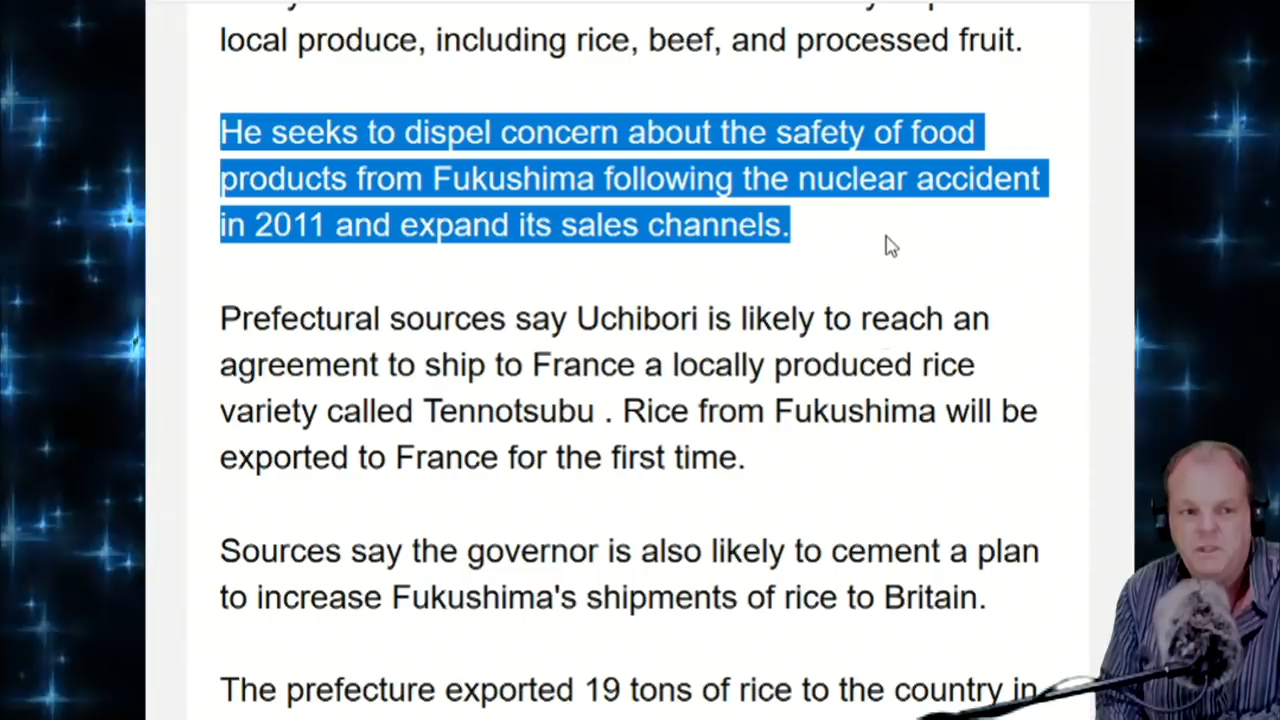 local produce, including rice, beef, and processed fruit.
He seeks to dispel concern about the safety of food
products from Fukushima following the nuclear accident
in 2011 and expand its sales channels.
Prefectural sources say Uchibori is likely to reach an
agreement to ship to France a locally produced rice
variety called Tennotsubu . Rice from Fukushima will be
exported to France for the first time.
Sources say the governor is also likely to cement a plan
to increase Fukushima's shipments of rice to Britain.
The prefecture exported 19 tons of rice to the country in